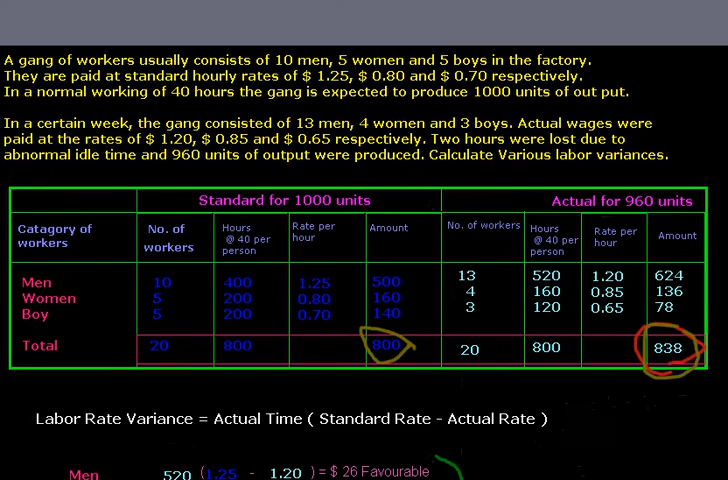 A gang of workers usually consists of 10 men, 5 women and 5 boys in the factory.
They are paid at standard hourly rates of $ 1.25, $ 0.80 and $ 0.70 respectively.
In a normal working of 40 hours the gang is expected to produce 1000 units of out put.
In a certain week, the gang consisted of 13 men, 4 women and 3 boys. Actual wages were
paid at the rates of $ 1.20, $ 0.85 and $ 0.65 respectively. Two hours were lost due to
abnormal idle time and 960 units of output were produced. Calculate Various labor variances.
Standard for 1000 units Actual for 960 units
Catagory of workers No. of workers Hours @ 40 per person Rate per hour Amount No. of workers Hours @ 40 per person Rate per hour Amount
Men 10 400 1.25 500 13 520 1.20 624
Women 5 200 0.80 160 4 160 0.85 136
Boy 5 200 0.70 140 3 120 0.65 78
Total 20 800 800 20 800 838
Labor Rate Variance = Actual Time ( Standard Rate - Actual Rate )
Men 520 (1.25 - 1.20 ) = $ 26 Favourable